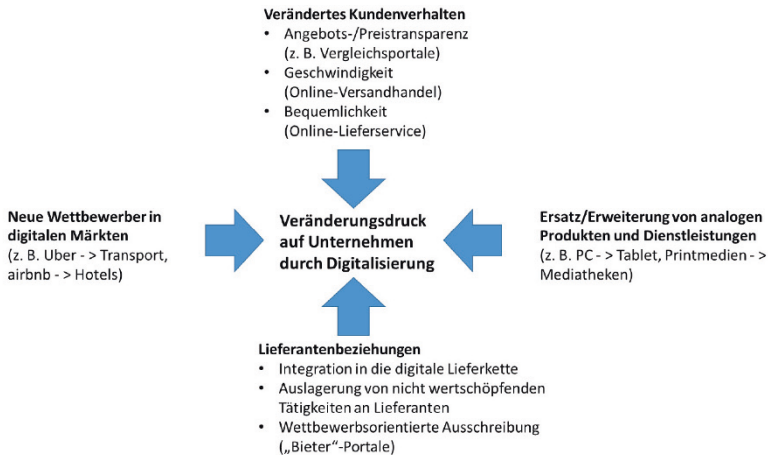 Verändertes Kundenverhalten
• Angebots-/Preistransparenz
(z. B. Vergleichsportale)
• Geschwindigkeit
(Online-Versandhandel)
• Bequemlichkeit
(Online-Lieferservice)
Neue Wettbewerber in
digitalen Märkten
(z. B. Uber - > Transport,
airbnb - > Hotels)
Veränderungsdruck
auf Unternehmen
durch Digitalisierung
Ersatz/Erweiterung von analogen
Produkten und Dienstleistungen
(z. B. PC - > Tablet, Printmedien - >
Mediatheken)
Lieferantenbeziehungen
• Integration in die digitale Lieferkette
• Auslagerung von nicht wertschöpfenden
Tätigkeiten an Lieferanten
• Wettbewerbsorientierte Ausschreibung
(„Bieter“-Portale)